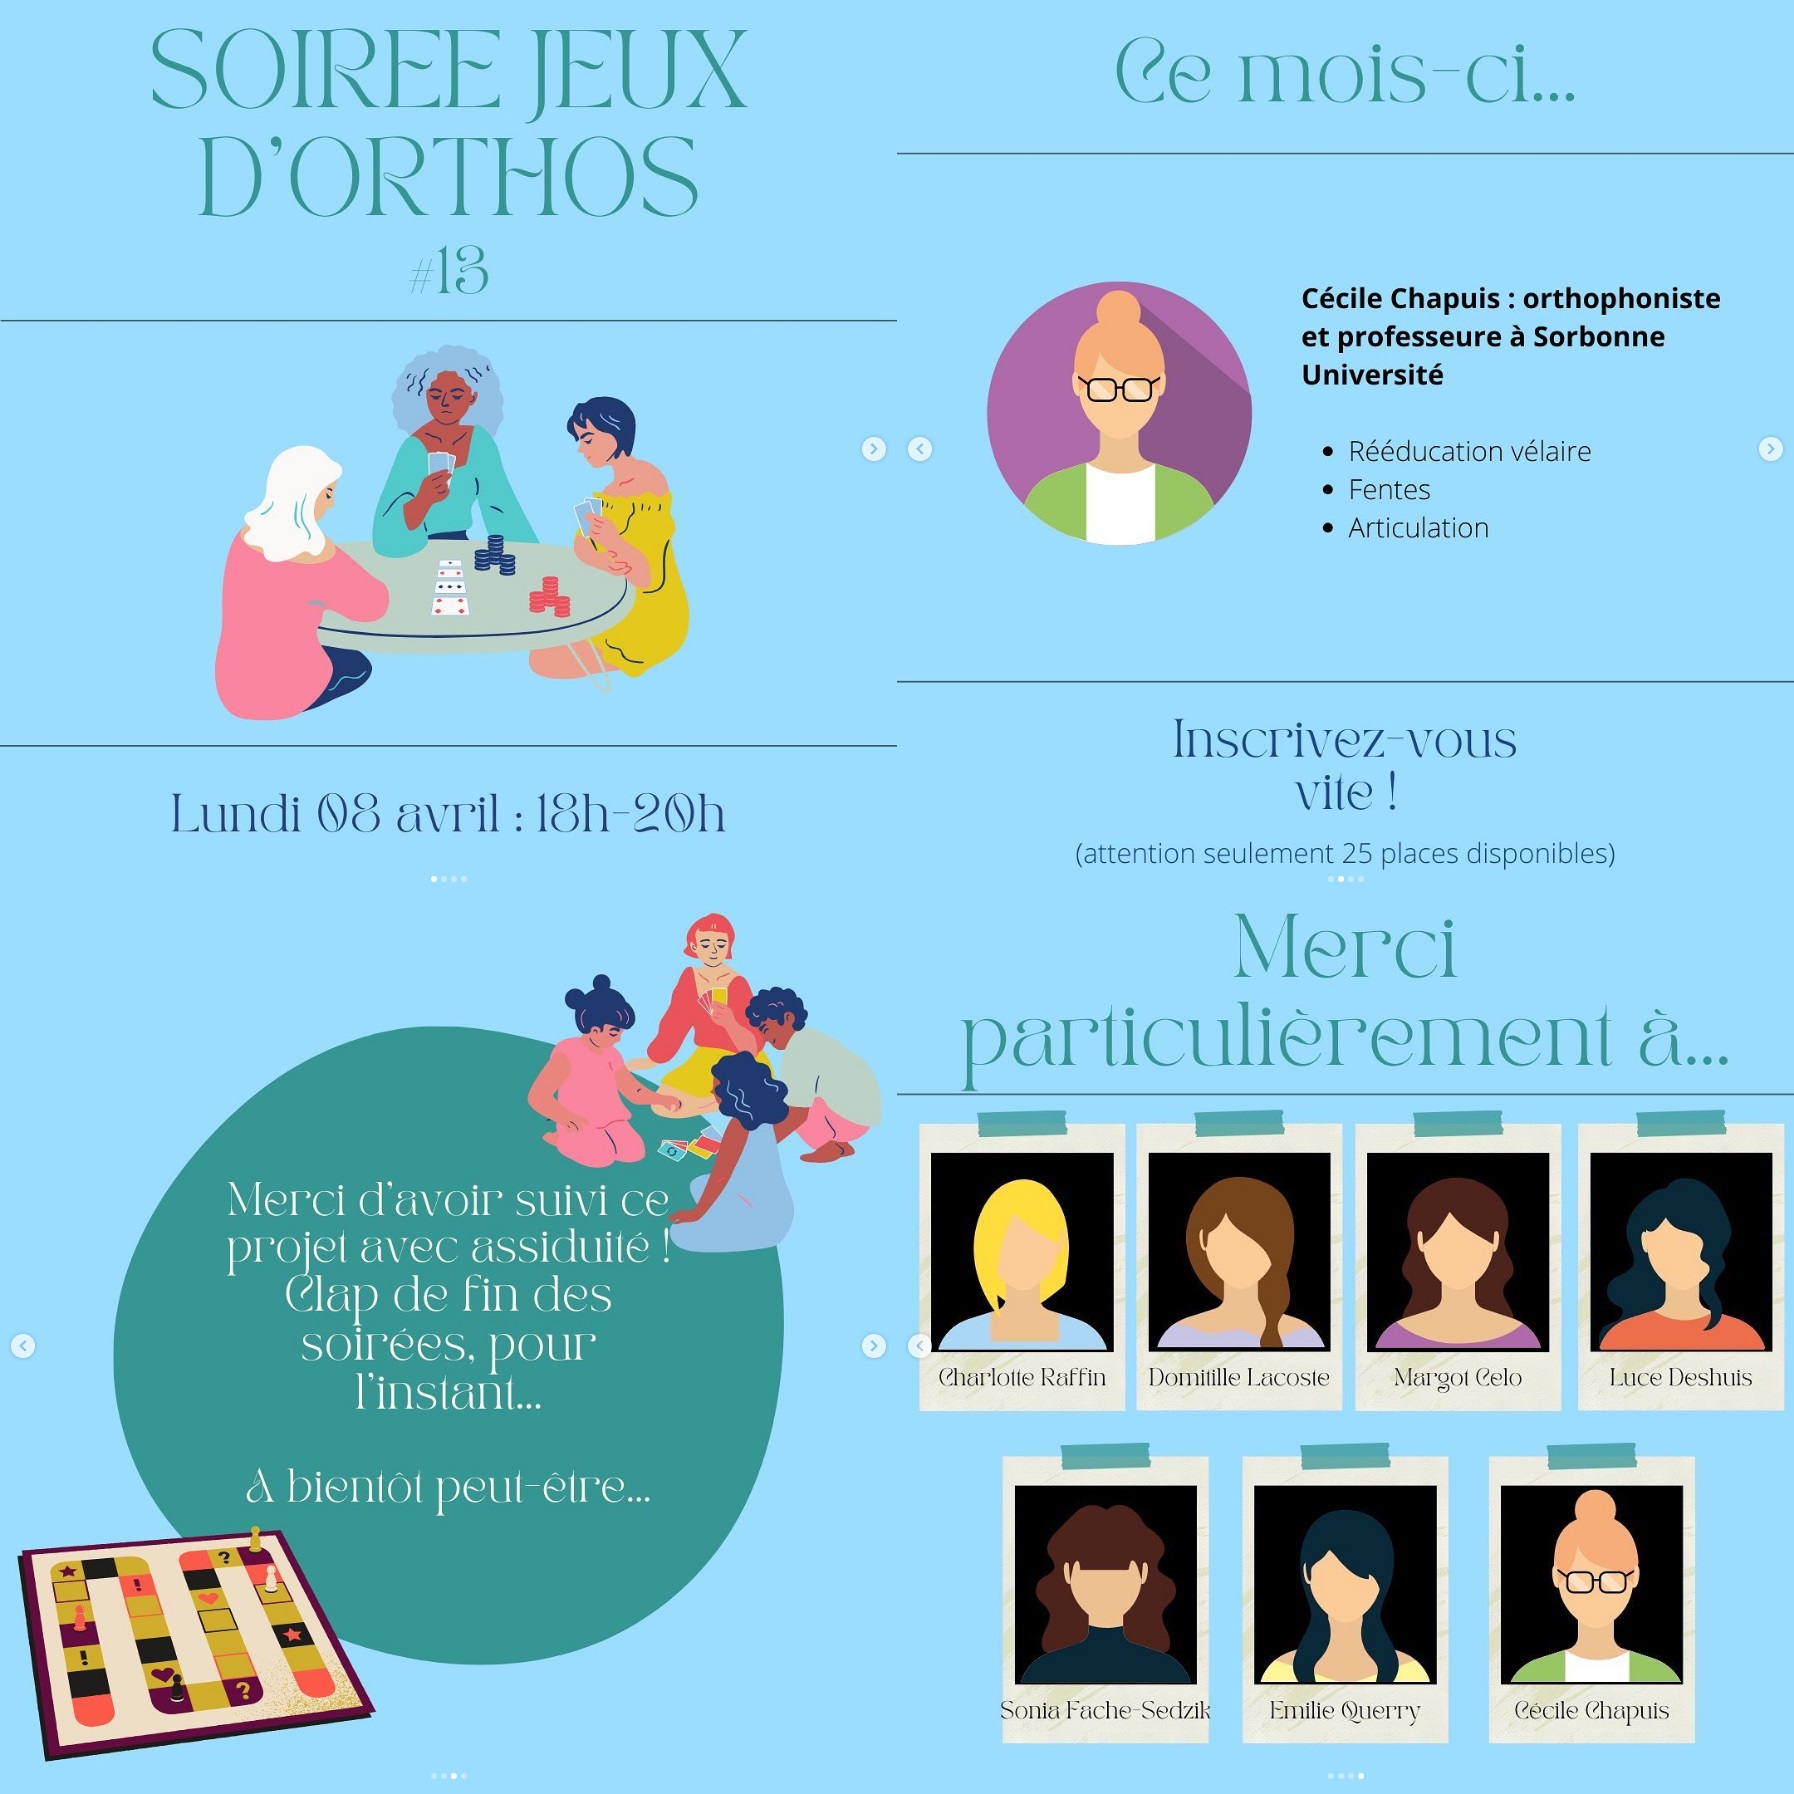 SOIREE JEUX
D'ORTHOS
#13
Lundi 08 avril : 18h-20h
Ce mois-ci...
Cécile Chapuis : orthophoniste
et professeure à Sorbonne
Université
• Rééducation vélaire
• Fentes
• Articulation
Inscrivez-vous
vite !
(attention seulement 25 places disponibles)
Merci d'avoir suivi ce
projet avec assiduité !
Clap de fin des
soirées, pour
l'instant...
A bientôt peut-être...
?
!
!
?
Merci
particulièrement à...
Charlotte Raffin
Domitille Lacoste
Margot Celo
Luce Deshuis
Sonia Fache-Sedzik
Emilie Querry
Cécile Chapuis